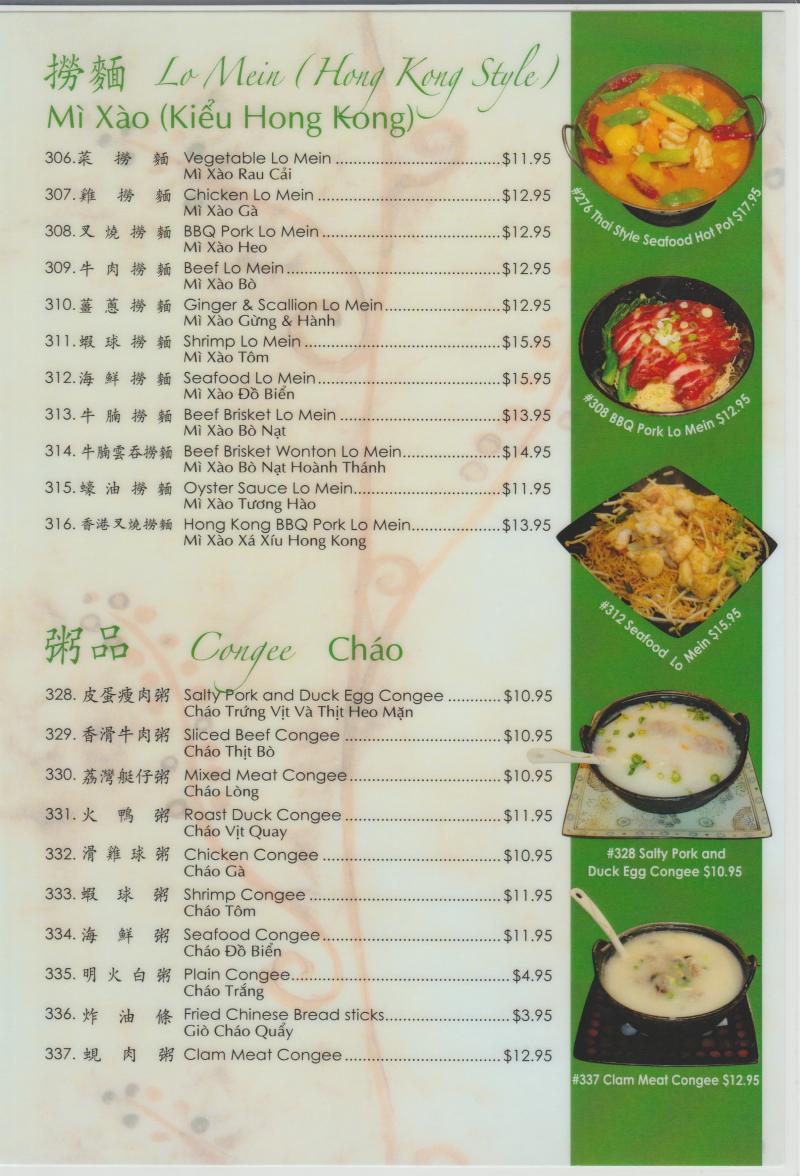 撈麵 Lo Mein (Hong Kong Style)
Mì Xào (Kiểu Hong Kong)
306. 菜撈麵 Vegetable Lo Mein ........ $11.95
Mì Xào Rau Cải
307. 雞撈麵 Chicken Lo Mein ........ $12.95
Mì Xào Gà
308. 叉燒撈麵 BBQ Pork Lo Mein ........ $12.95
Mì Xào Heo
309. 牛肉撈麵 Beef Lo Mein ........ $12.95
Mì Xào Bò
310. 薑蔥撈麵 Ginger & Scallion Lo Mein ........ $12.95
Mì Xào Gừng & Hành
311. 蝦球撈麵 Shrimp Lo Mein ........ $15.95
Mì Xào Tôm
312. 海鮮撈麵 Seafood Lo Mein ........ $15.95
Mì Xào Đồ Biển
313. 牛腩撈麵 Beef Brisket Lo Mein ........ $13.95
Mì Xào Bò Nạt
314. 牛腩雲吞撈麵 Beef Brisket Wonton Lo Mein ........ $14.95
Mì Xào Bò Nạt Hoành Thánh
315. 蠔油撈麵 Oyster Sauce Lo Mein ........ $11.95
Mì Xào Tương Hào
316. 香港叉燒撈麵 Hong Kong BBQ Pork Lo Mein ........ $13.95
Mì Xào Xá Xíu Hong Kong
粥品 Congee Cháo
328. 皮蛋瘦肉粥 Salty Pork and Duck Egg Congee ........ $10.95
Cháo Trứng Vịt Và Thịt Heo Mặn
329. 香滑牛肉粥 Sliced Beef Congee ........ $10.95
Cháo Thịt Bò
330. 荔灣艇仔粥 Mixed Meat Congee ........ $10.95
Cháo Lòng
331. 火鴨粥 Roast Duck Congee ........ $11.95
Cháo Vịt Quay
332. 滑雞球粥 Chicken Congee ........ $10.95
Cháo Gà
333. 蝦球粥 Shrimp Congee ........ $11.95
Cháo Tôm
334. 海鮮粥 Seafood Congee ........ $11.95
Cháo Đồ Biển
335. 明火白粥 Plain Congee ........ $4.95
Cháo Trắng
336. 炸油條 Fried Chinese Bread sticks ........ $3.95
Giò Cháo Quẩy
337. 蜆肉粥 Clam Meat Congee ........ $12.95
#276 Thai Style Seafood Hot Pot $17.95
#308 BBQ Pork Lo Mein $12.95
#312 Seafood Lo Mein $15.95
#328 Salty Pork and
Duck Egg Congee $10.95
#337 Clam Meat Congee $12.95